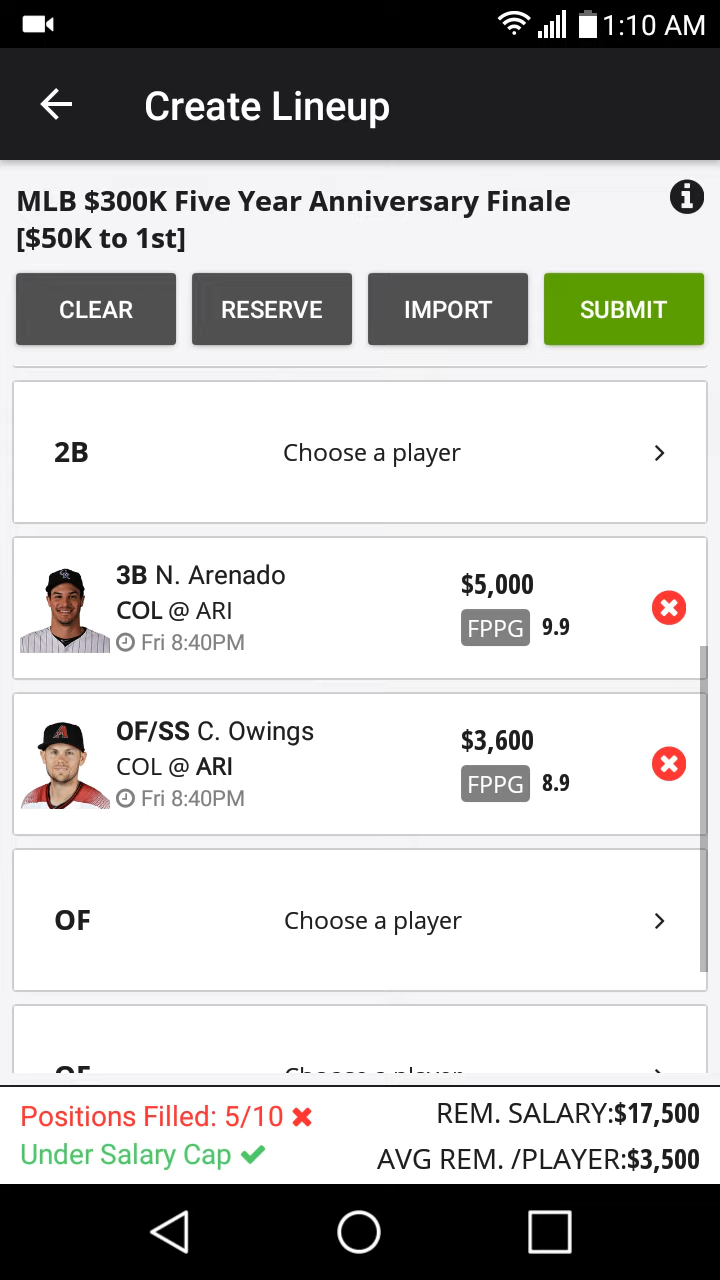 1:10 AM
Create Lineup
MLB $300K Five Year Anniversary Finale
[$50K to 1st]
CLEAR
RESERVE
IMPORT
SUBMIT
2B
Choose a player
3B N. Arenado
COL @ ARI
Fri 8:40PM
$5,000
FPPG 9.9
OF/SS C. Owings
COL @ ARI
Fri 8:40PM
$3,600
FPPG 8.9
OF
Choose a player
OF
Choose a player
Positions Filled: 5/10
Under Salary Cap
REM. SALARY:$17,500
AVG REM. /PLAYER:$3,500